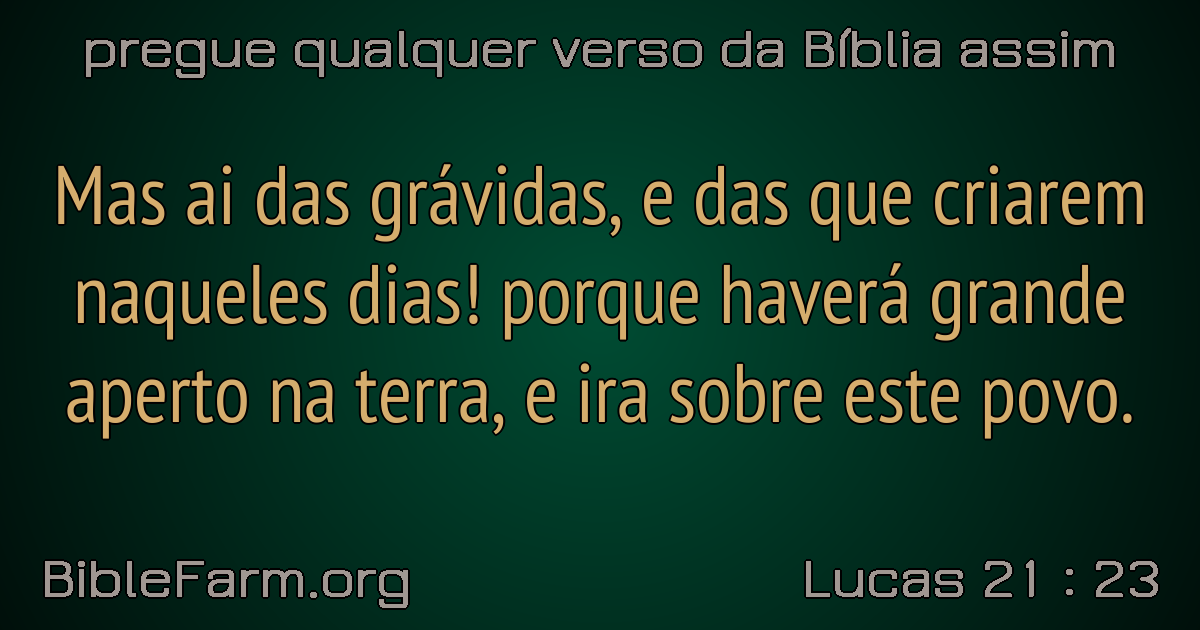 pregue qualquer verso da Bíblia assim
Mas ai das grávidas, e das que criarem
naqueles dias! porque haverá grande
aperto na terra, e ira sobre este povo.
BibleFarm.org
Lucas 21 : 23